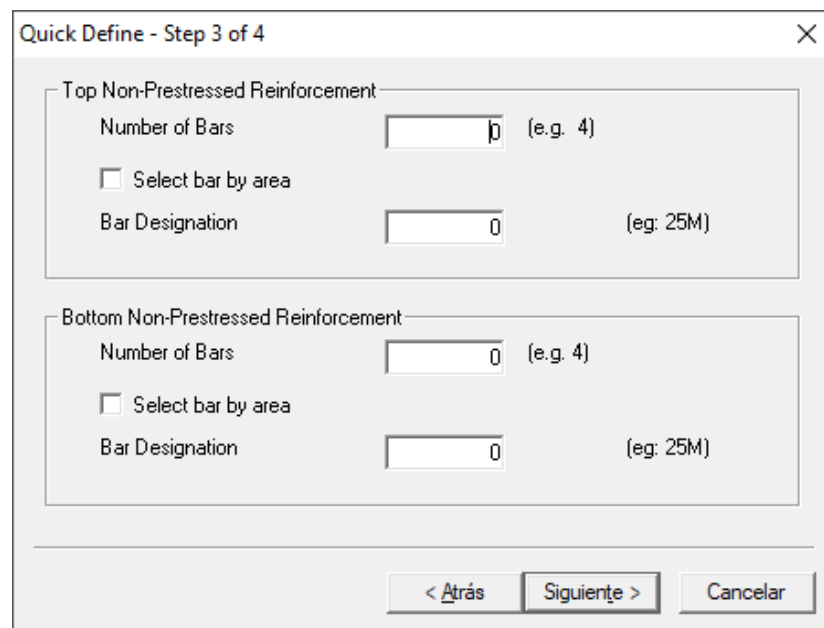 Quick Define - Step 3 of 4
Top Non-Prestressed Reinforcement
Number of Bars 0 (e.g. 4)
Select bar by area
Bar Designation 0 (eg: 25M)
Bottom Non-Prestressed Reinforcement
Number of Bars 0 (e.g. 4)
Select bar by area
Bar Designation 0 (eg: 25M)
< Atrás Siguiente > Cancelar